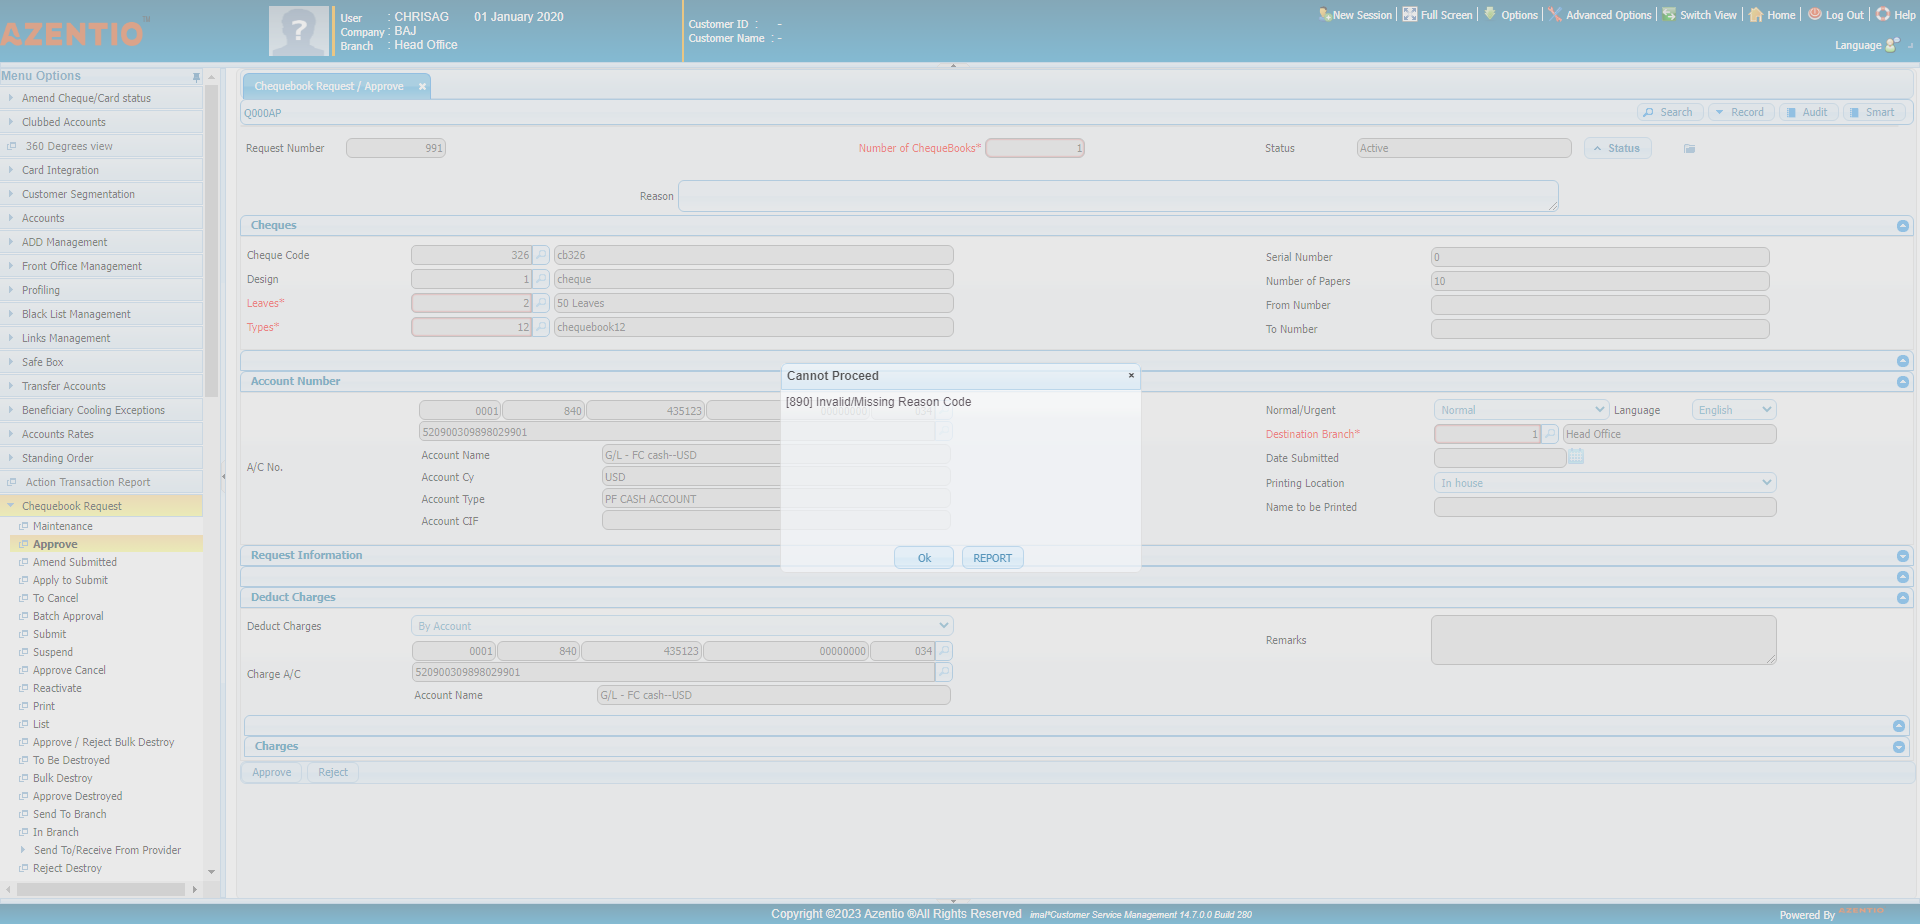 AZENTIO™
User : CHRISAG 01 January 2020
Company : BAJ
Branch : Head Office
Customer ID : -
Customer Name : -
New Session Full Screen Options Advanced Options Switch View Home Log Out Help
Language
Menu Options
Amend Cheque/Card status
Clubbed Accounts
360 Degrees view
Card Integration
Customer Segmentation
Accounts
ADD Management
Front Office Management
Profiling
Black List Management
Links Management
Safe Box
Transfer Accounts
Beneficiary Cooling Exceptions
Accounts Rates
Standing Order
Action Transaction Report
Chequebook Request
Maintenance
Approve
Amend Submitted
Apply to Submit
To Cancel
Batch Approval
Submit
Suspend
Approve Cancel
Reactivate
Print
List
Approve / Reject Bulk Destroy
To Be Destroyed
Bulk Destroy
Approve Destroyed
Send To Branch
In Branch
Send To/Receive From Provider
Reject Destroy
Chequebook Request / Approve
Q000AP Search Record Audit Smart
Request Number 991 Number of ChequeBooks* 1 Status Active Status
Reason
Cheques
Cheque Code 326 cb326 Serial Number 0
Design 1 cheque Number of Papers 10
Leaves* 2 50 Leaves From Number
Types* 12 chequebook12 To Number
Cannot Proceed
[890] Invalid/Missing Reason Code
Ok REPORT
Account Number
0001 840 435123 00000000 034 Normal/Urgent Normal Language English
520900309898029901 Destination Branch* 1 Head Office
Account Name G/L - FC cash--USD Date Submitted
A/C No.
Account Cy USD Printing Location In house
Account Type PF CASH ACCOUNT Name to be Printed
Account CIF
Request Information
Deduct Charges
Deduct Charges By Account Remarks
0001 840 435123 00000000 034
Charge A/C 520900309898029901
Account Name G/L - FC cash--USD
Charges
Approve Reject
Copyright ©2023 Azentio ®All Rights Reserved imal*Customer Service Management 14.7.0.0 Build 280
Powered By AZENTIO